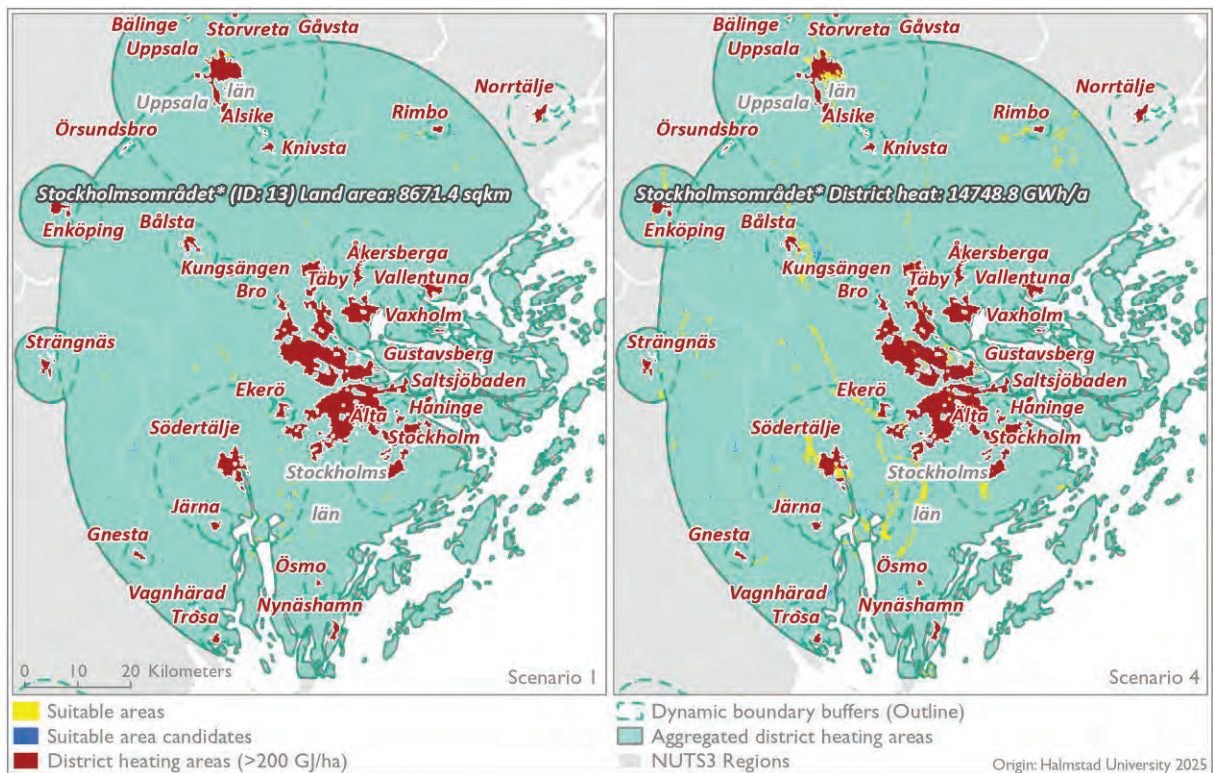 Bälinge
Storvreta
Gåvsta
Uppsala
län
Uppsala
Alsike
Rimbo
Norrtälje
Örsundsbro
Knivsta
Stockholmsområdet* (ID: 13) Land area: 8671.4 sqkm
Enköping
Bålsta
Åkersberga
Kungsängen
Täby
Vallentuna
Bro
Vaxholm
Strängnäs
Gustavsberg
Ekerö
Saltsjöbaden
Älta
Haninge
Södertälje
Stockholm
Stockholms
Järna
län
Gnesta
Ösmo
Vagnhärad
Trosa
Nynäshamn
0 10 20 Kilometers
Scenario 1
Bälinge
Storvreta
Gåvsta
Uppsala
län
Uppsala
Alsike
Rimbo
Norrtälje
Örsundsbro
Knivsta
Stockholmsområdet* District heat: 14748.8 GWh/a
Enköping
Bålsta
Åkersberga
Kungsängen
Täby
Vallentuna
Bro
Vaxholm
Strängnäs
Gustavsberg
Ekerö
Saltsjöbaden
Älta
Haninge
Södertälje
Stockholm
Stockholms
Järna
län
Gnesta
Ösmo
Vagnhärad
Trosa
Nynäshamn
Scenario 4
Suitable areas
Suitable area candidates
District heating areas (>200 GJ/ha)
Dynamic boundary buffers (Outline)
Aggregated district heating areas
NUTS3 Regions
Origin: Halmstad University 2025